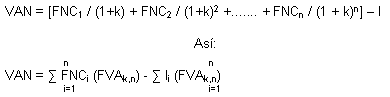 VAN = [FNC₁ / (1+k) + FNC₂ / (1+k)² +....... + FNCₙ / (1 + k)ⁿ] – I
Así:
n n
VAN = ∑ FNCᵢ (FVAₖ,ₙ) - ∑ Iᵢ (FVAₖ,ₙ)
i=1 i=1